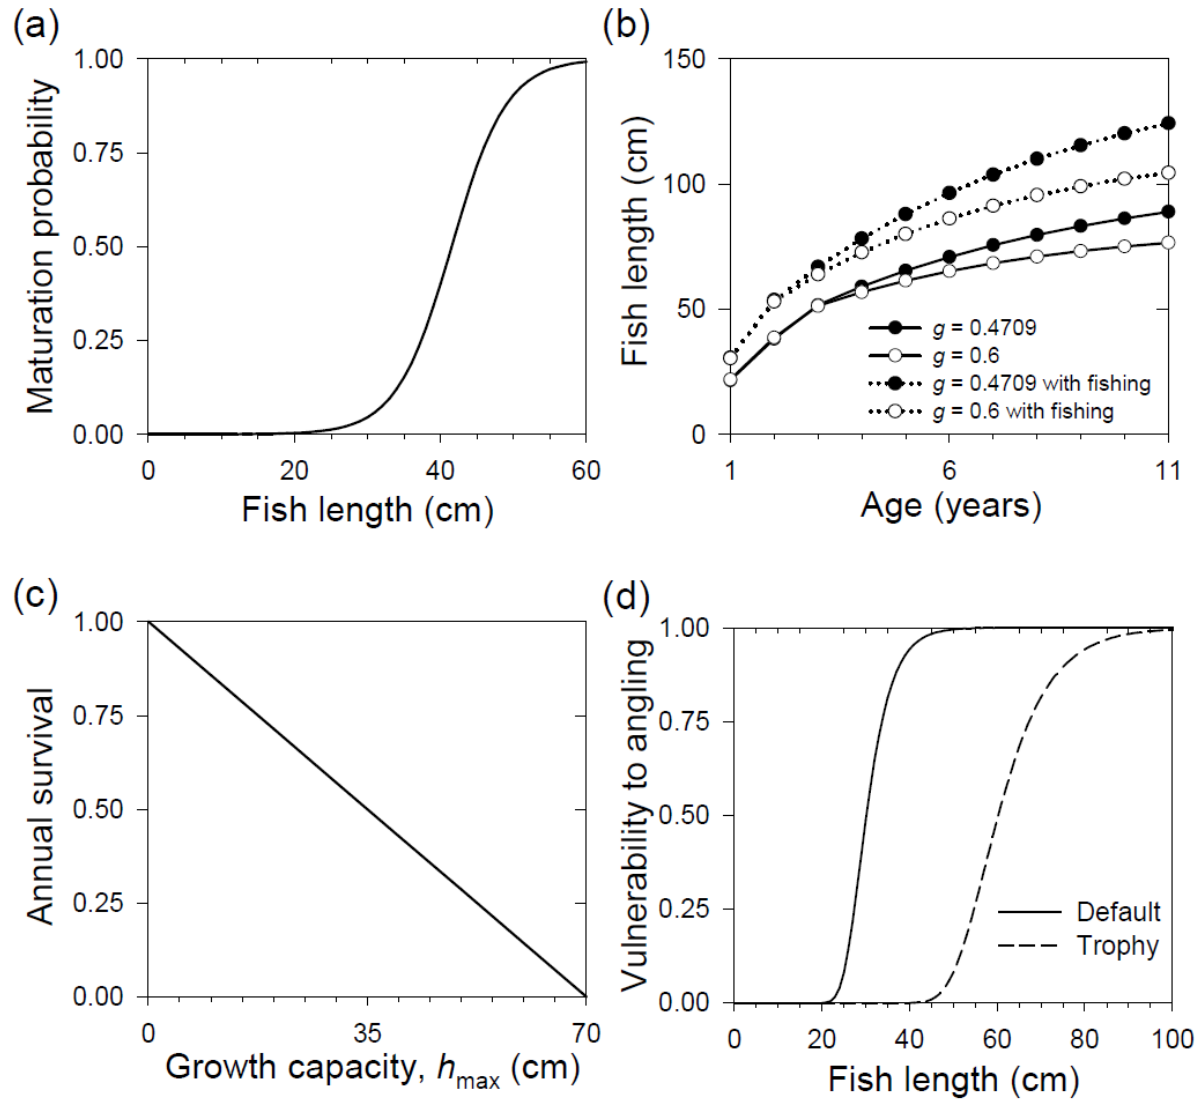 (a)
Maturation probability
1.00
0.75
0.50
0.25
0.00
0 20 40 60
Fish length (cm)
(b)
Fish length (cm)
150
100
50
0
g = 0.4709
g = 0.6
g = 0.4709 with fishing
g = 0.6 with fishing
1 6 11
Age (years)
(c)
Annual survival
1.00
0.75
0.50
0.25
0.00
0 35 70
Growth capacity, hmax (cm)
(d)
Vulnerability to angling
1.00
0.75
0.50
0.25
0.00
Default
Trophy
0 20 40 60 80 100
Fish length (cm)